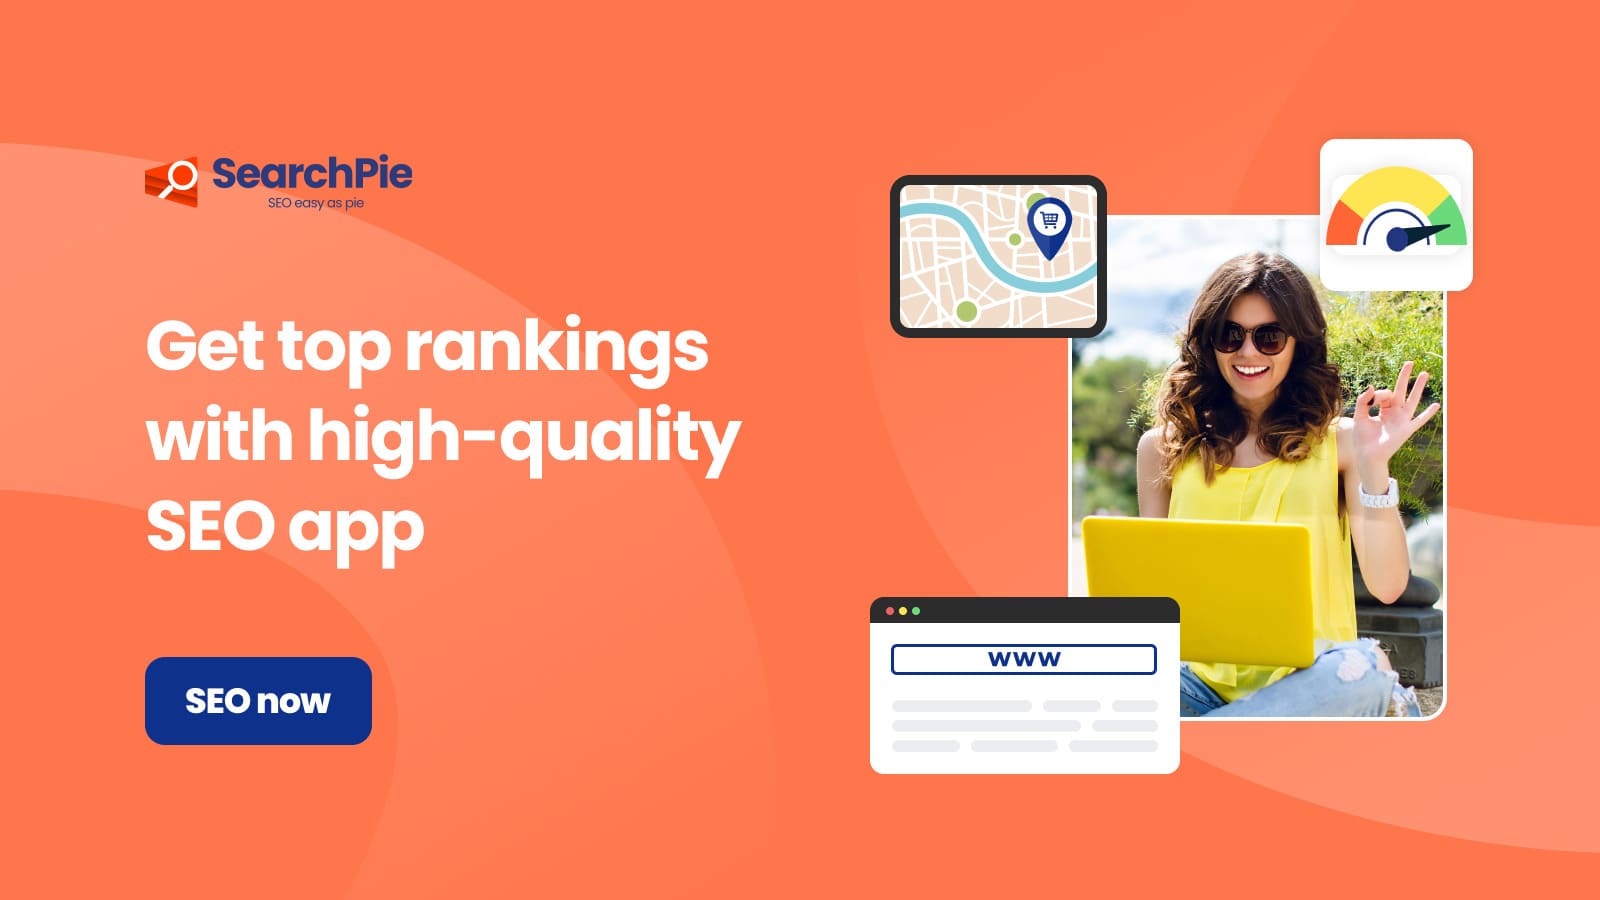 SearchPie
SEO easy as pie
Get top rankings
with high-quality
SEO app
SEO now
www